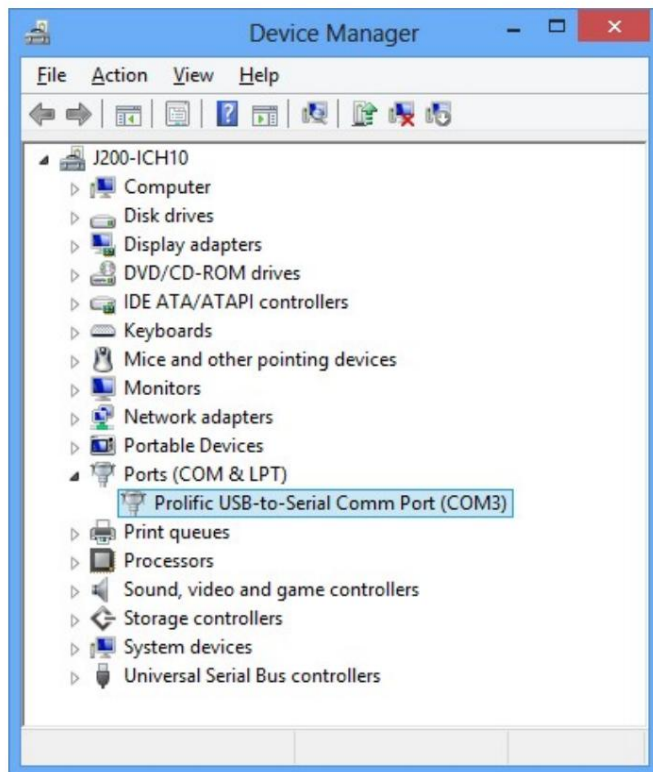 Device Manager
File Action View Help
J200-ICH10
Computer
Disk drives
Display adapters
DVD/CD-ROM drives
IDE ATA/ATAPI controllers
Keyboards
Mice and other pointing devices
Monitors
Network adapters
Portable Devices
Ports (COM & LPT)
Prolific USB-to-Serial Comm Port (COM3)
Print queues
Processors
Sound, video and game controllers
Storage controllers
System devices
Universal Serial Bus controllers